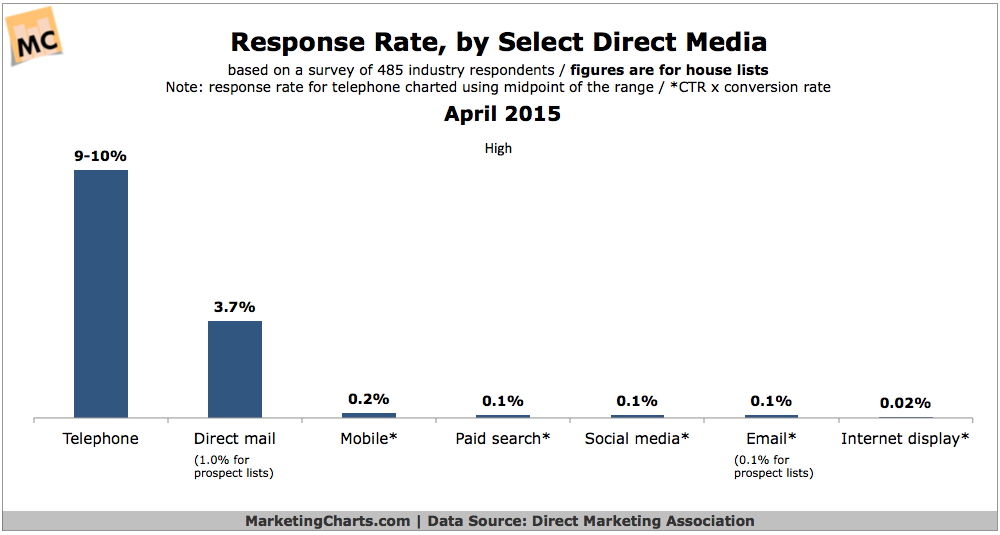 MC
Response Rate, by Select Direct Media
based on a survey of 485 industry respondents / figures are for house lists
Note: response rate for telephone charted using midpoint of the range / *CTR x conversion rate
April 2015
High
9-10%
3.7%
0.2%
0.1%
0.1%
0.1%
0.02%
Telephone
Direct mail
(1.0% for
prospect lists)
Mobile*
Paid search*
Social media*
Email*
(0.1% for
prospect lists)
Internet display*
MarketingCharts.com | Data Source: Direct Marketing Association